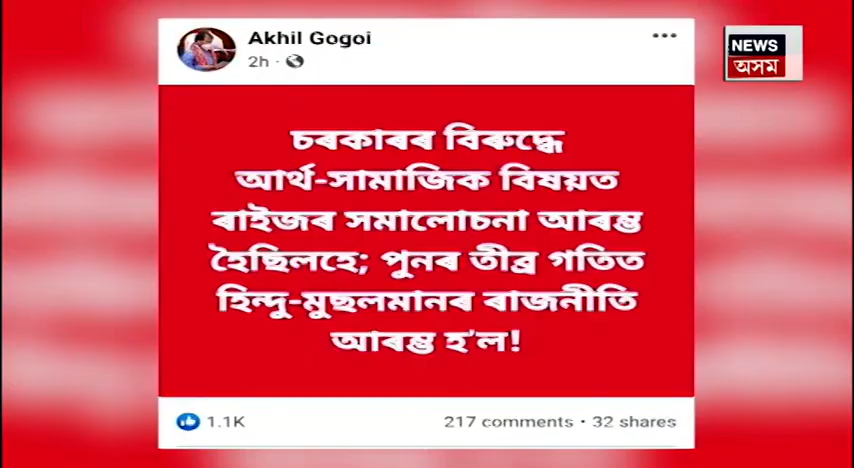 Akhil Gogoi
2h ·
NEWS
অসম
চৰকাৰৰ বিৰুদ্ধে
আৰ্থ-সামাজিক বিষয়ত
ৰাইজৰ সমালোচনা আৰম্ভ
হৈছিলহে; পুনৰ তীব্ৰ গতিত
হিন্দু-মুছলমানৰ ৰাজনীতি
আৰম্ভ হ'ল!
1.1K
217 comments · 32 shares